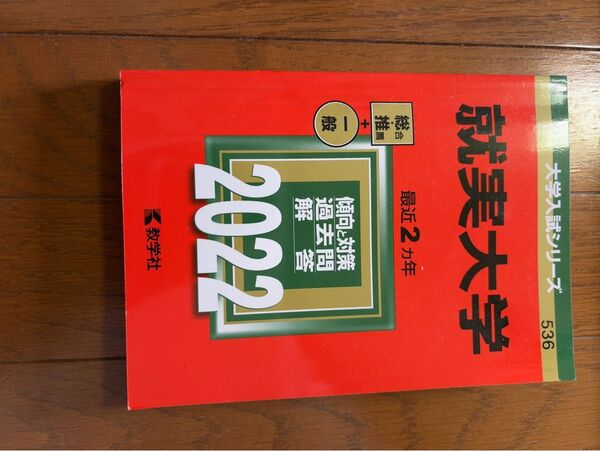 大学入試シリーズ
536
就実大学
最近2カ年
総合
推薦
+
一般
傾向と対策
過去問
解答
2022
教学社